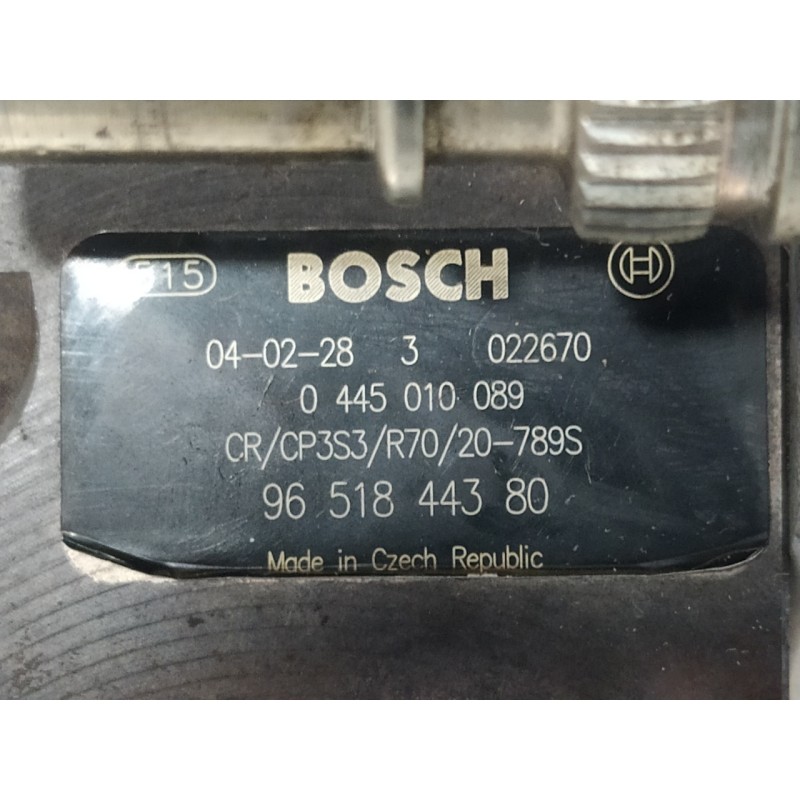 515 BOSCH
04-02-28 3 022670
0 445 010 089
CR/CP3S3/R70/20-789S
96 518 443 80
Made in Czech Republic